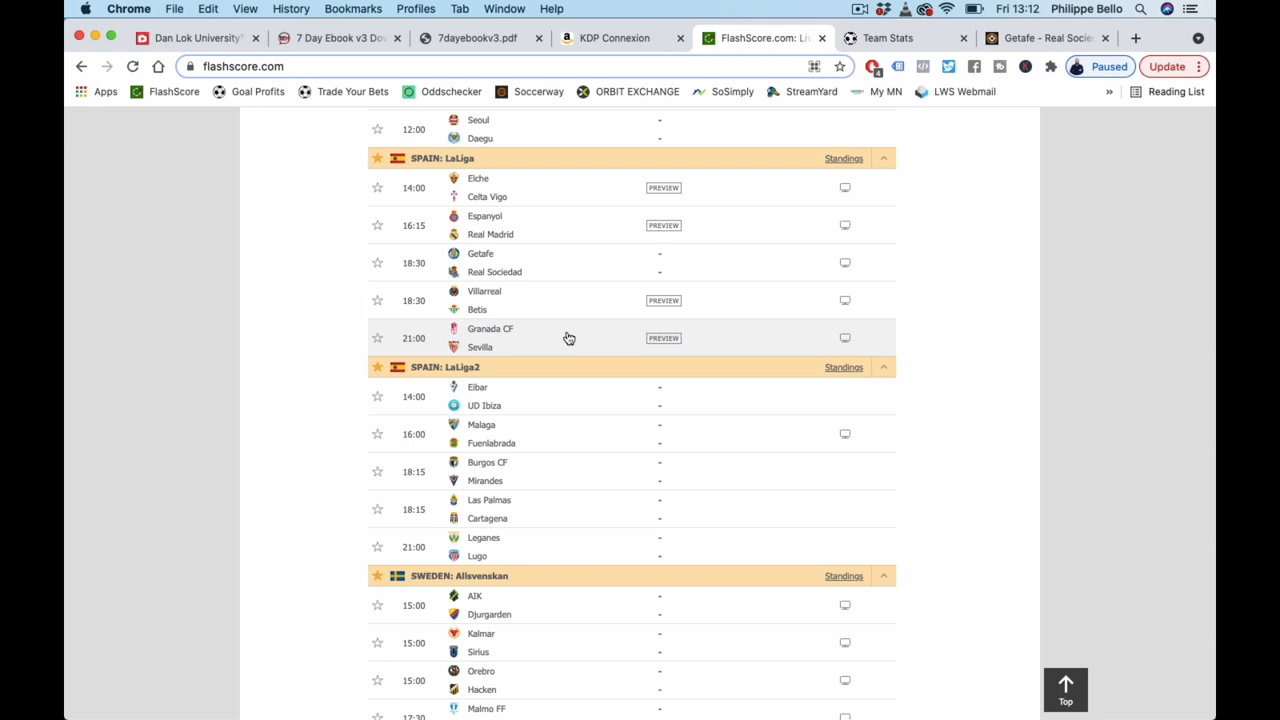 Chrome File Edit View History Bookmarks Profiles Tab Window Help Fri 13:12 Philippe Bello
Dan Lok University 7 Day Ebook v3 Dov 7dayebookv3.pdf KDP Connexion FlashScore.com: Liv Team Stats Getafe - Real Socied
flashscore.com 4 Paused Update
Apps FlashScore Goal Profits Trade Your Bets Oddschecker Soccerway ORBIT EXCHANGE SoSimply StreamYard My MN LWS Webmail » Reading List
12:00 Seoul -
Daegu -
SPAIN: LaLiga Standings
14:00 Elche PREVIEW
Celta Vigo
16:15 Espanyol PREVIEW
Real Madrid
18:30 Getafe -
Real Sociedad -
18:30 Villarreal PREVIEW
Betis
21:00 Granada CF PREVIEW
Sevilla
SPAIN: LaLiga2 Standings
14:00 Eibar -
UD Ibiza -
16:00 Malaga -
Fuenlabrada -
18:15 Burgos CF -
Mirandes -
18:15 Las Palmas -
Cartagena -
21:00 Leganes -
Lugo -
SWEDEN: Allsvenskan Standings
15:00 AIK -
Djurgarden -
15:00 Kalmar -
Sirius -
15:00 Orebro -
Hacken -
17:30 Malmo FF -
Top